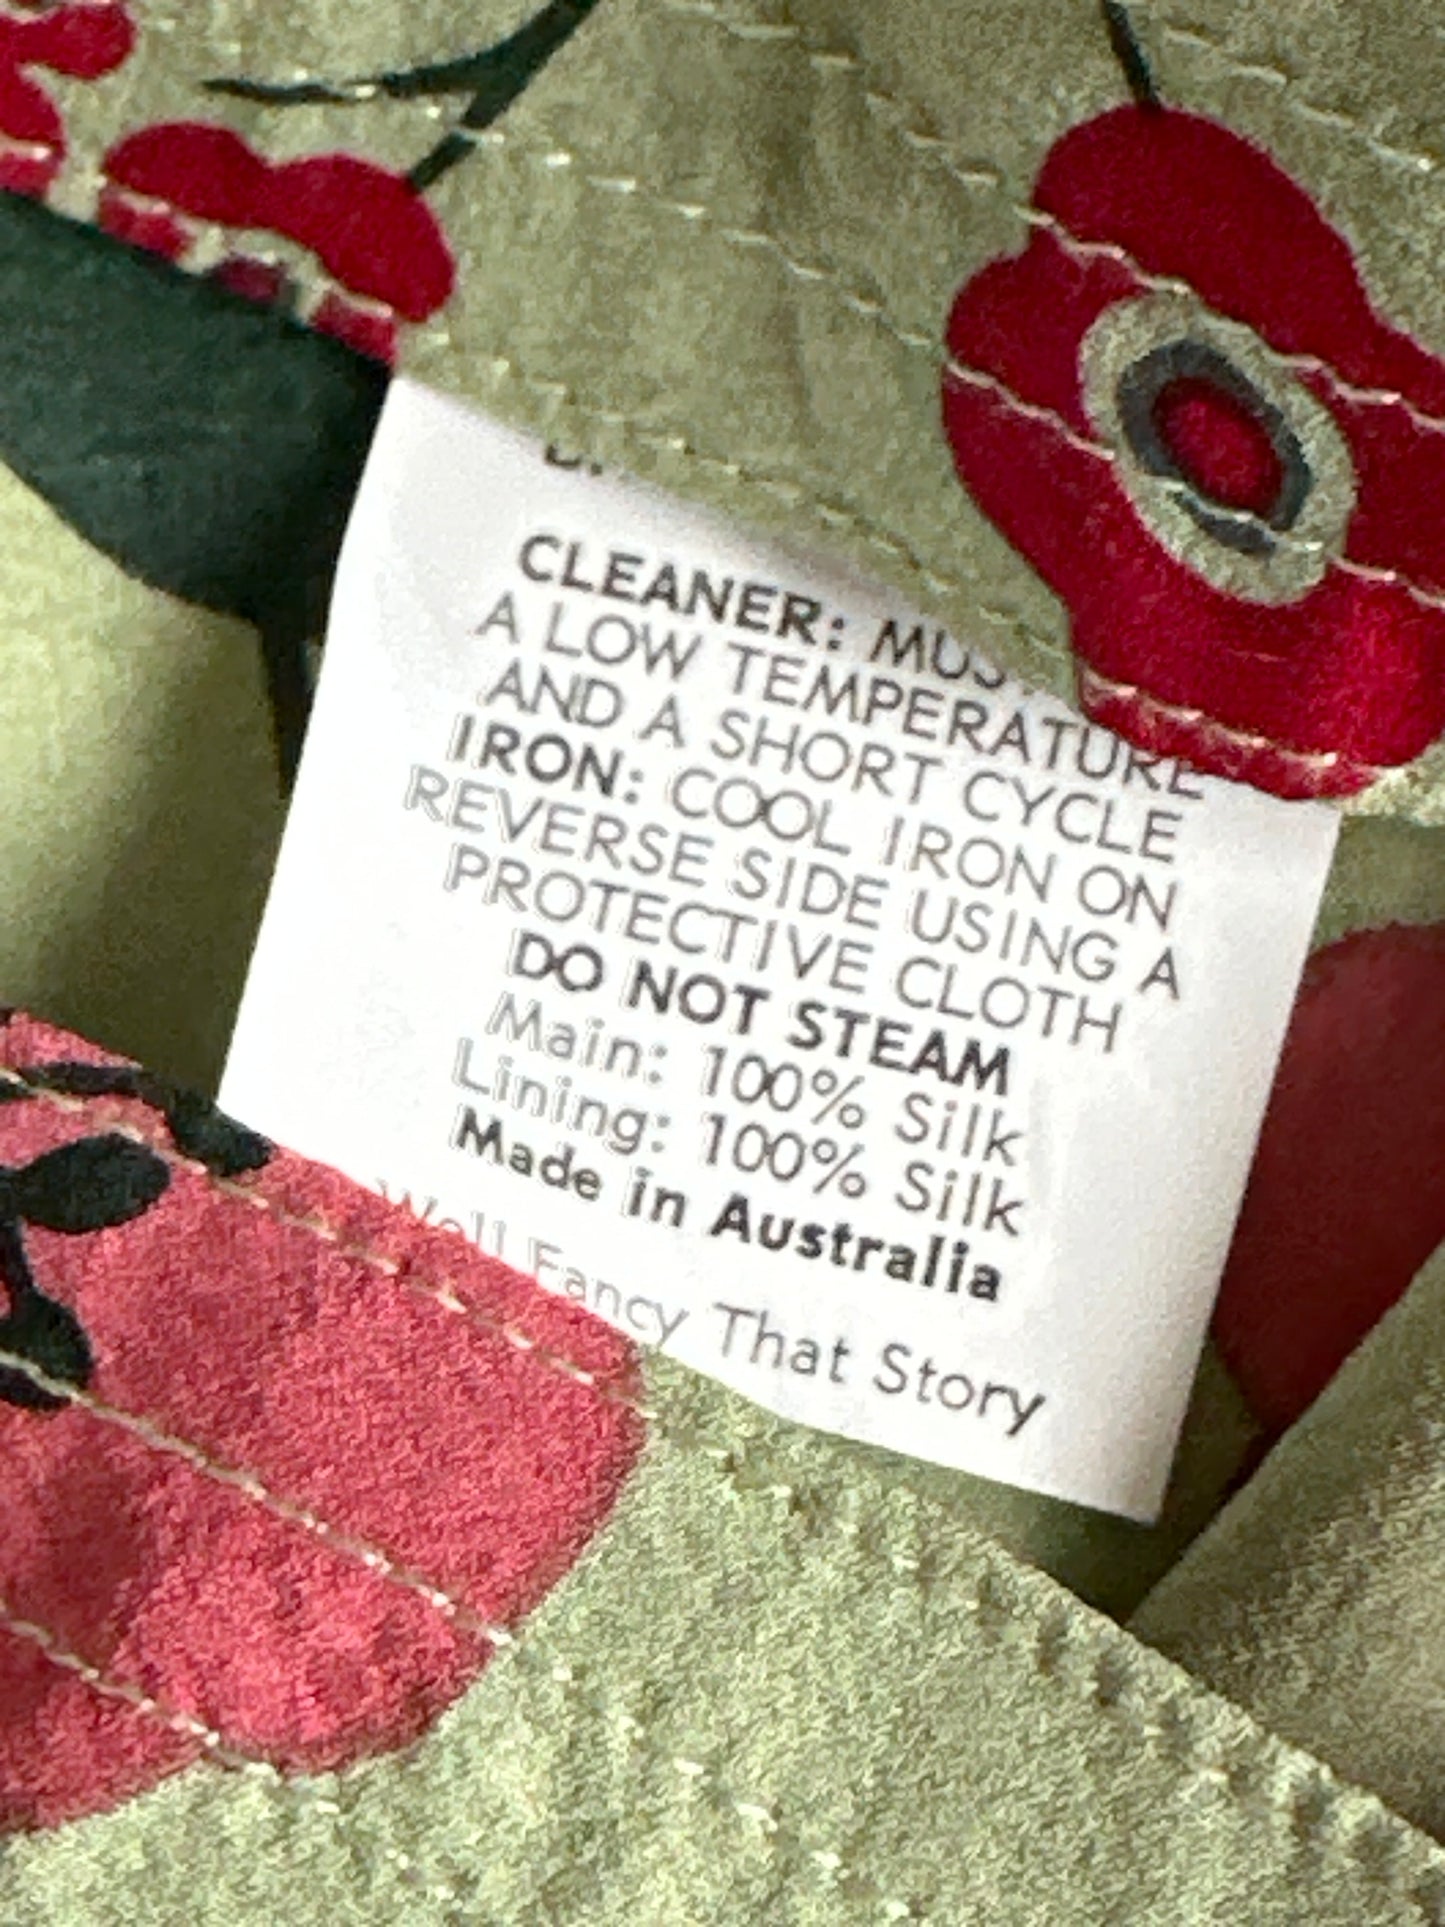 CLEANER:
A LOW TEMPERATURE
AND A SHORT CYCLE
IRON: COOL IRON ON
REVERSE SIDE USING A
PROTECTIVE CLOTH
DO NOT STEAM
Main: 100% Silk
Lining: 100% Silk
Made in Australia
Well Fancy That Story